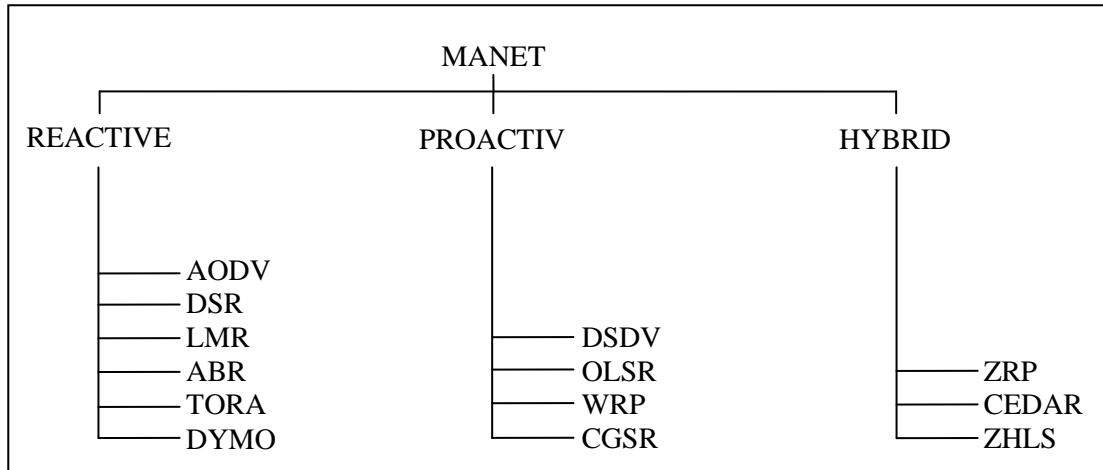 MANET
REACTIVE
PROACTIV
HYBRID
AODV
DSR
LMR
ABR
TORA
DYMO
DSDV
OLSR
WRP
CGSR
ZRP
CEDAR
ZHLS